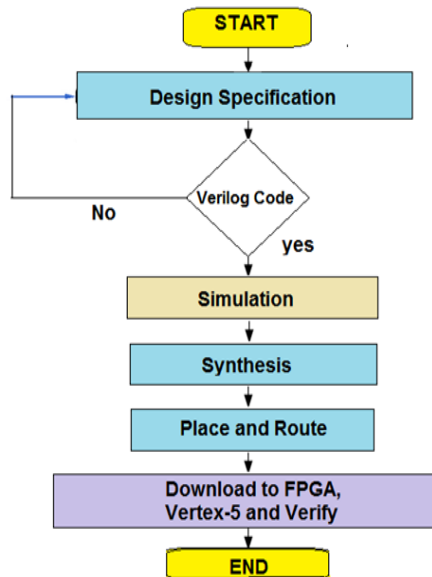 START
Design Specification
Verilog Code
No
yes
Simulation
Synthesis
Place and Route
Download to FPGA,
Vertex-5 and Verify
END